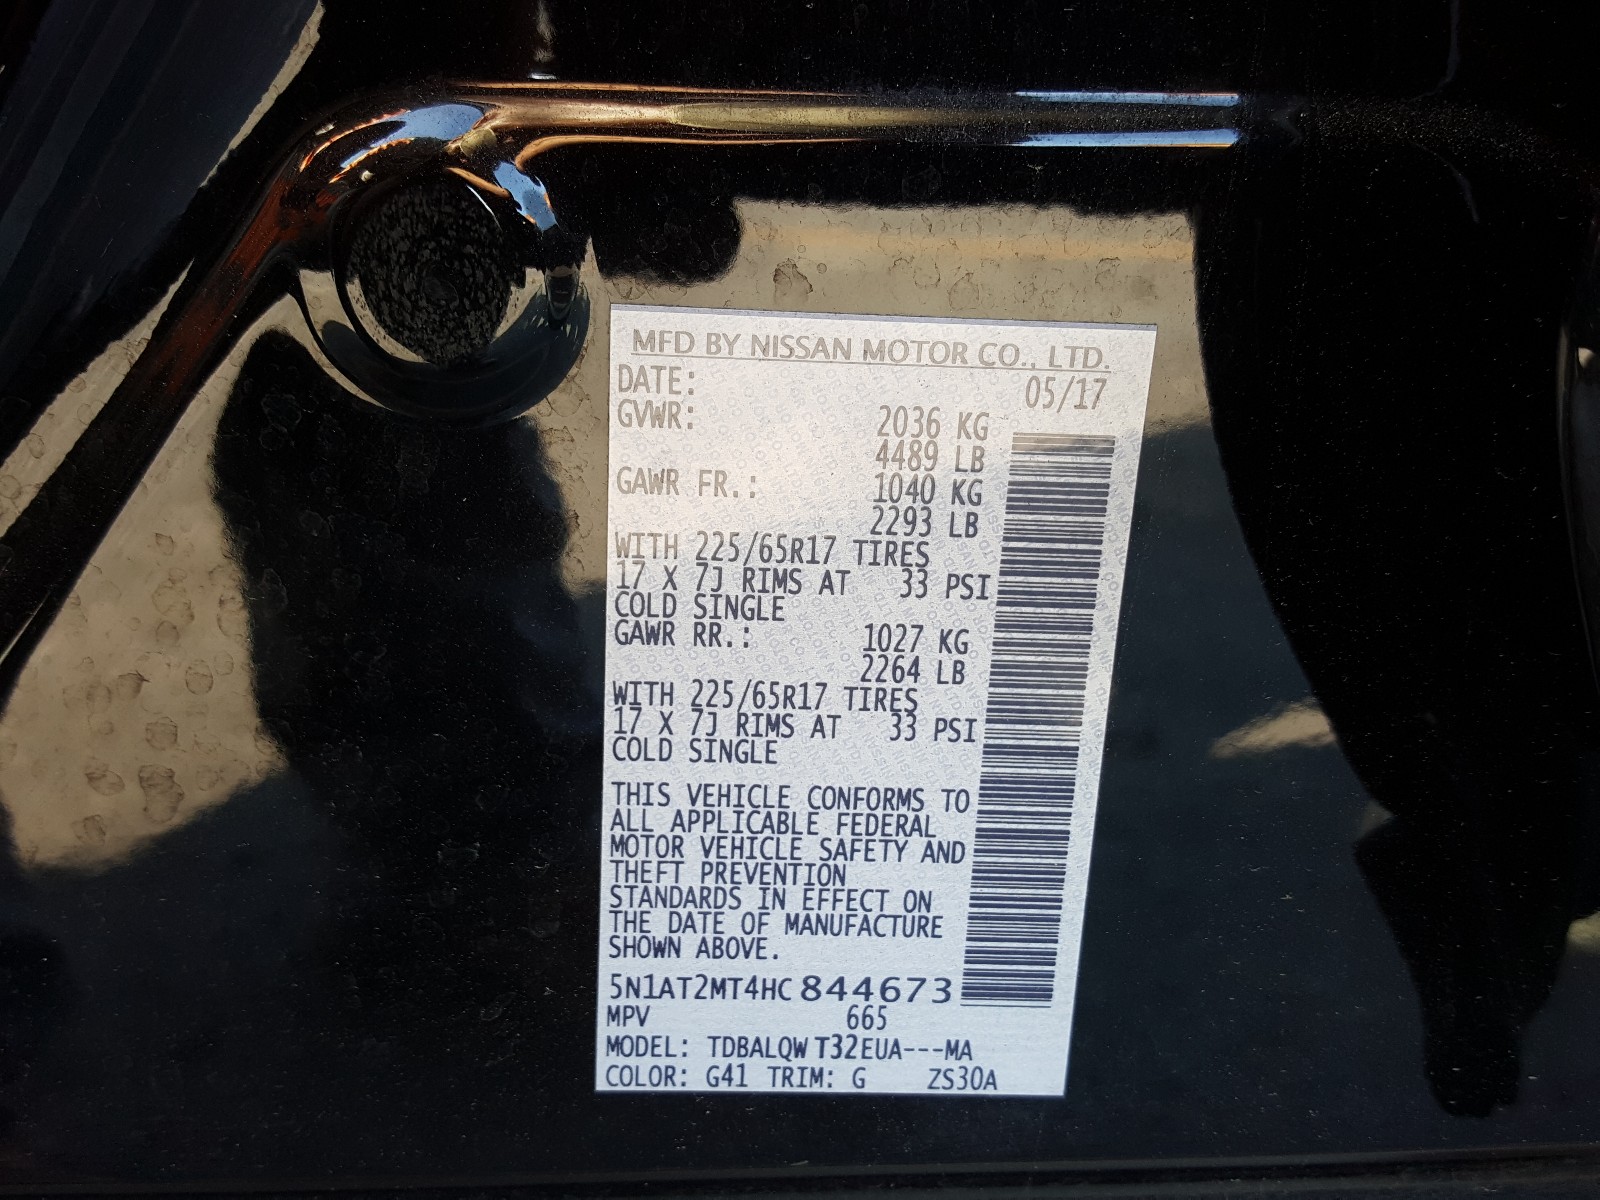 MFD BY NISSAN MOTOR CO., LTD.
DATE: 05/17
GVWR: 2036 KG
4489 LB
GAWR FR.: 1040 KG
2293 LB
WITH 225/65R17 TIRES
17 X 7J RIMS AT 33 PSI
COLD SINGLE
GAWR RR.: 1027 KG
2264 LB
WITH 225/65R17 TIRES
17 X 7J RIMS AT 33 PSI
COLD SINGLE
THIS VEHICLE CONFORMS TO
ALL APPLICABLE FEDERAL
MOTOR VEHICLE SAFETY AND
THEFT PREVENTION
STANDARDS IN EFFECT ON
THE DATE OF MANUFACTURE
SHOWN ABOVE.
5N1AT2MT4HC844673
MPV 665
MODEL: TDBALQW T32EUA---MA
COLOR: G41 TRIM: G ZS30A